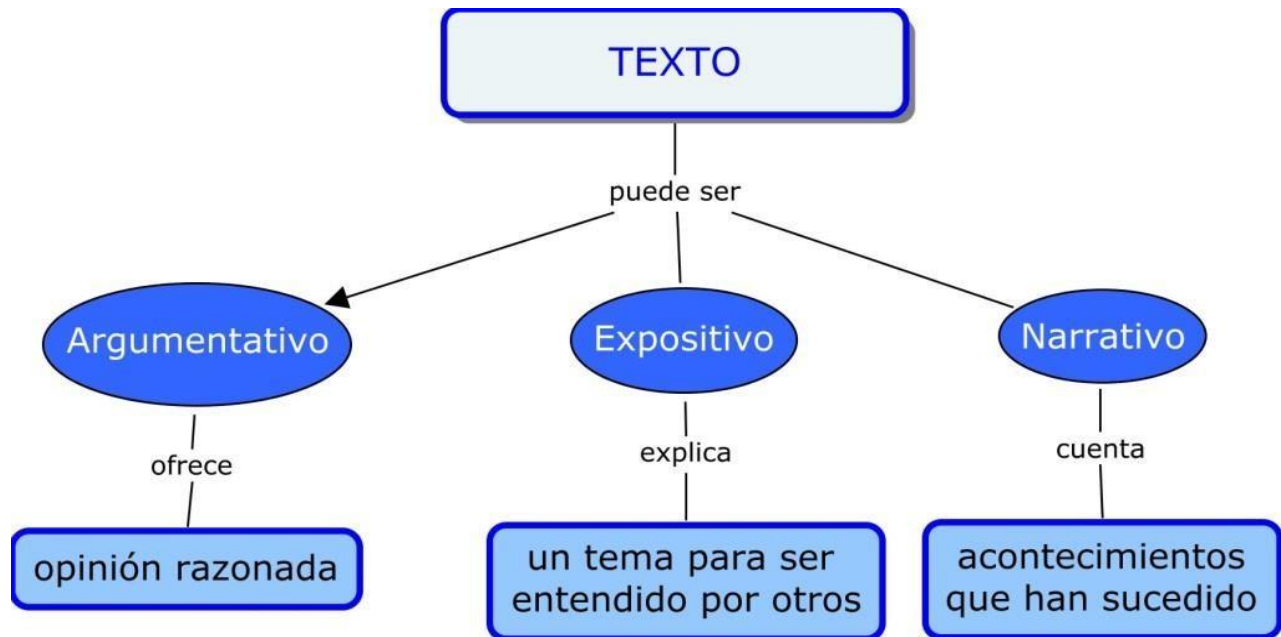 TEXTO
puede ser
Argumentativo
Expositivo
Narrativo
ofrece
explica
cuenta
opinión razonada
un tema para ser
entendido por otros
acontecimientos
que han sucedido